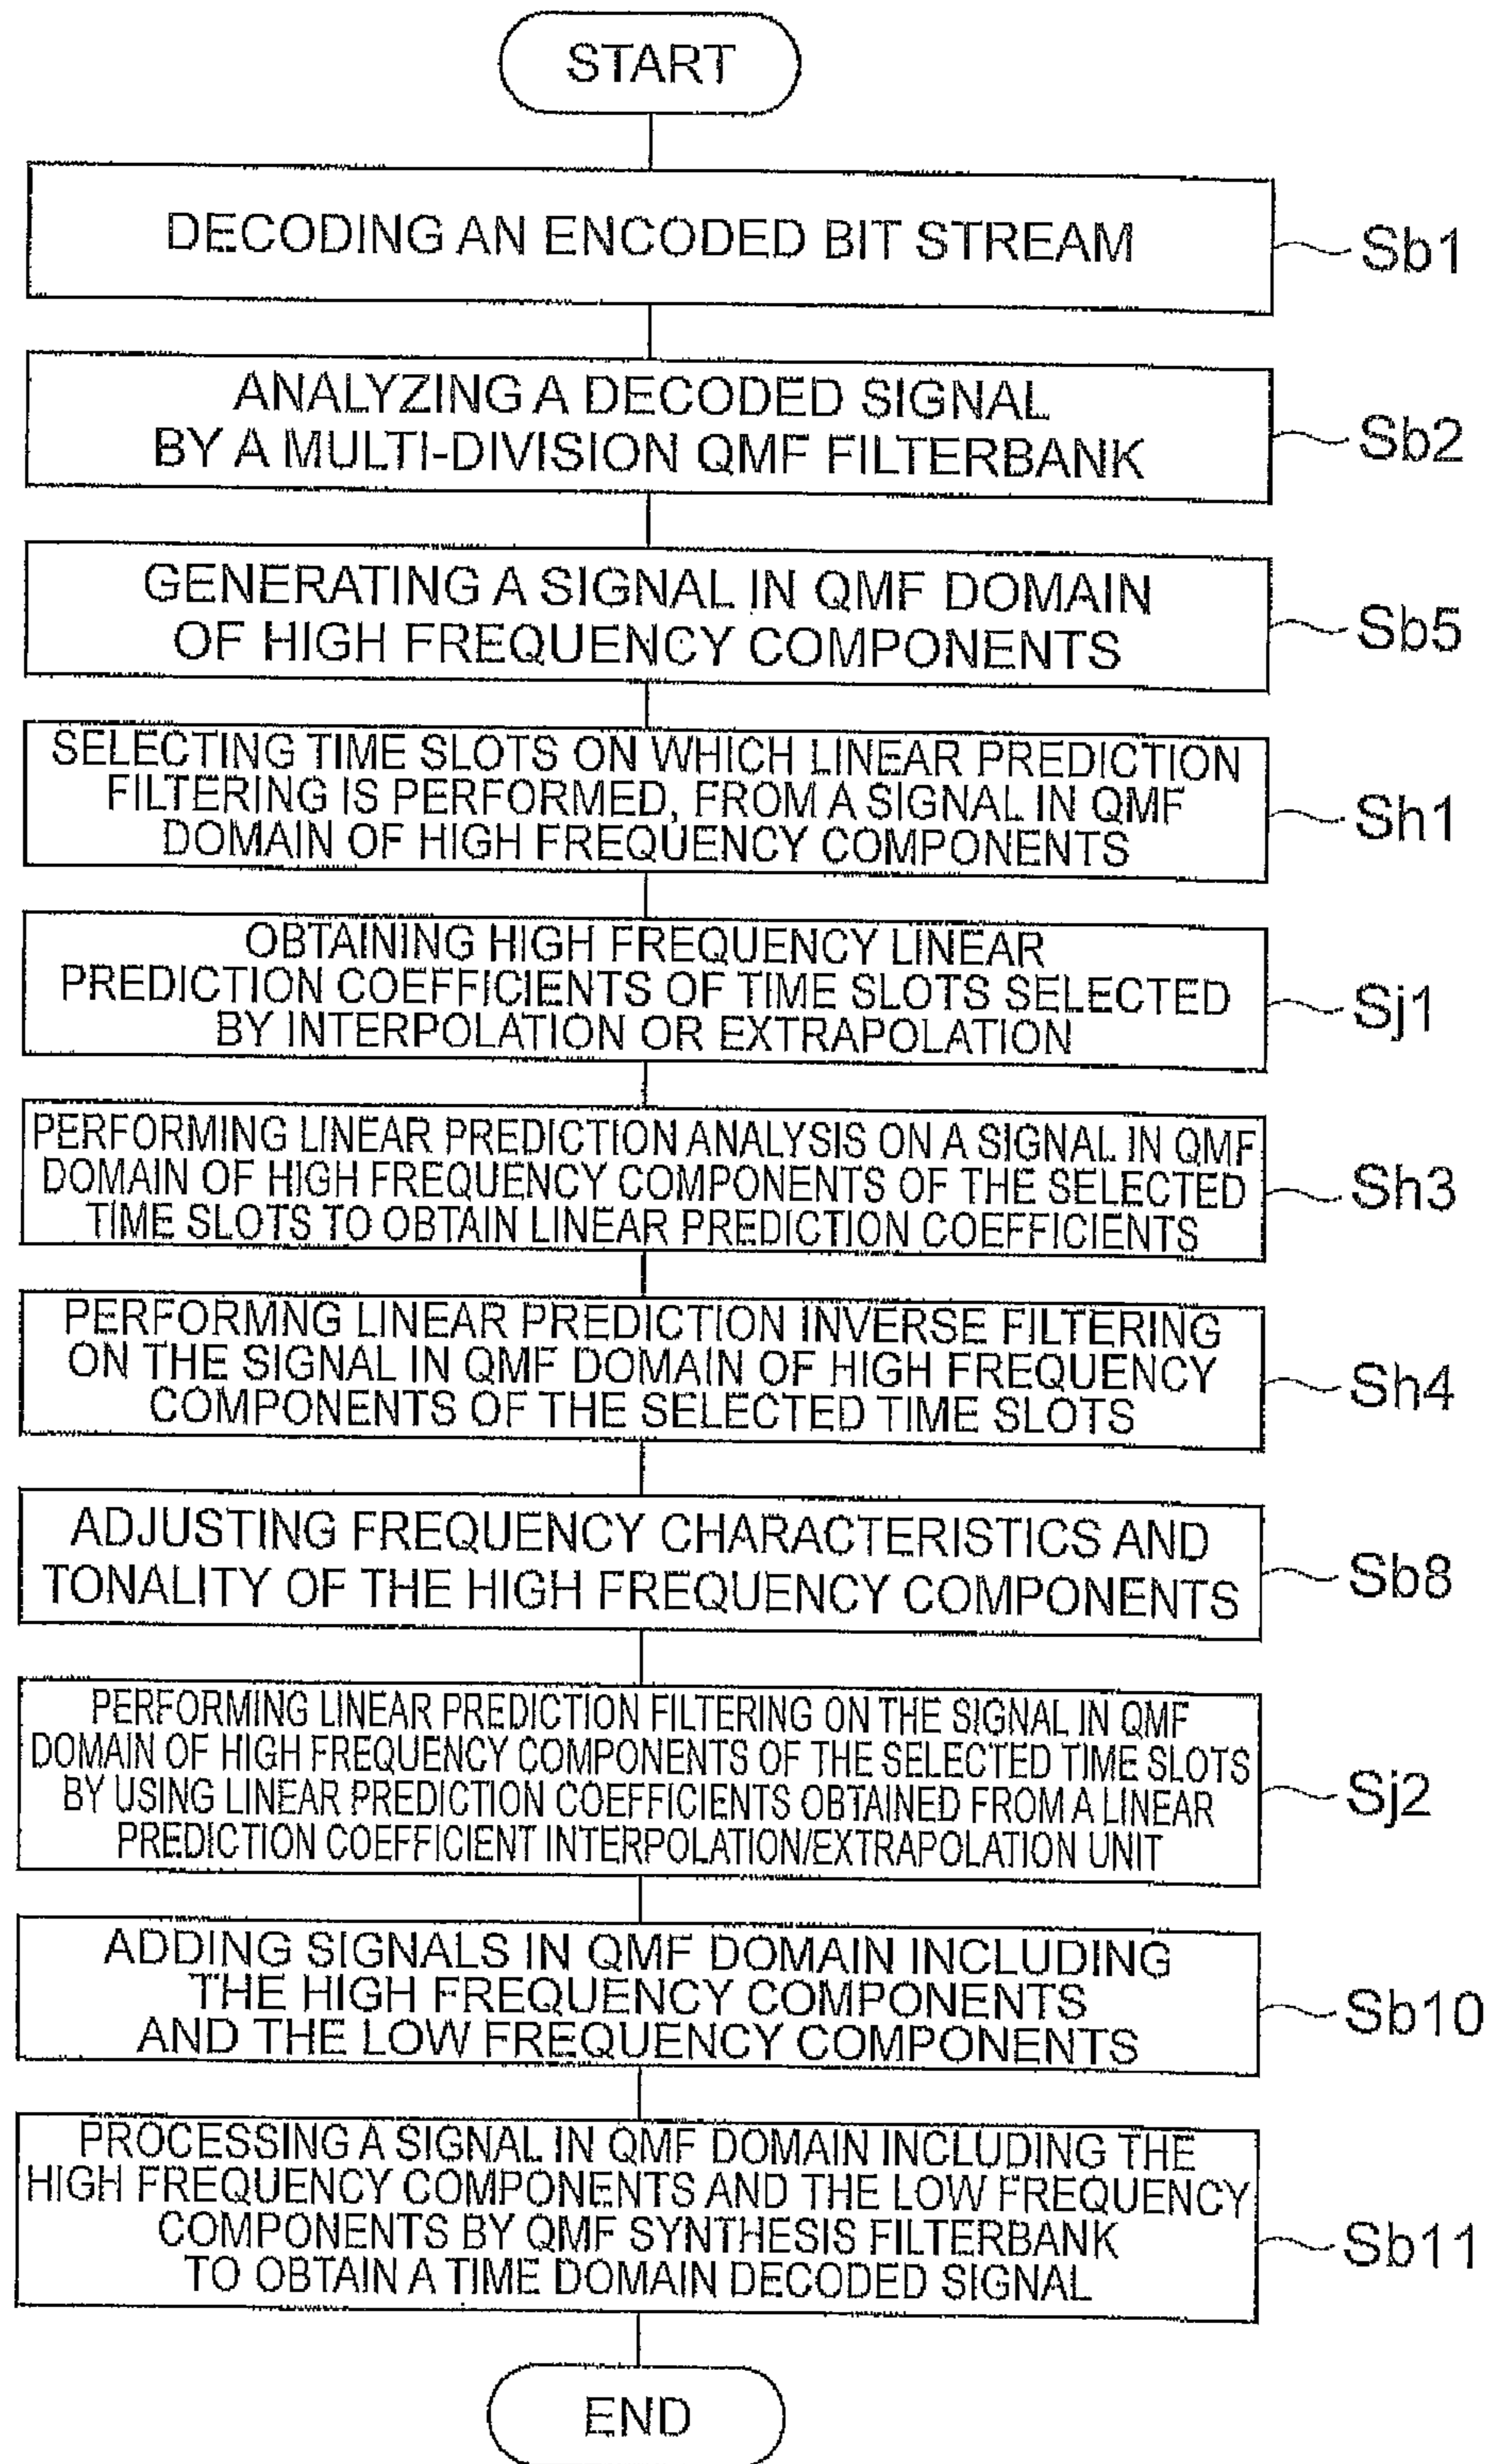 START
DECODING AN ENCODED BIT STREAM
Sb1
ANALYZING A DECODED SIGNAL
BY A MULTI-DIVISION QMF FILTERBANK
Sb2
GENERATING A SIGNAL IN QMF DOMAIN
OF HIGH FREQUENCY COMPONENTS
Sb5
SELECTING TIME SLOTS ON WHICH LINEAR PREDICTION
FILTERING IS PERFORMED, FROM A SIGNAL IN QMF
DOMAIN OF HIGH FREQUENCY COMPONENTS
Sh1
OBTAINING HIGH FREQUENCY LINEAR
PREDICTION COEFFICIENTS OF TIME SLOTS SELECTED
BY INTERPOLATION OR EXTRAPOLATION
Sj1
PERFORMING LINEAR PREDICTION ANALYSIS ON A SIGNAL IN QMF
DOMAIN OF HIGH FREQUENCY COMPONENTS OF THE SELECTED
TIME SLOTS TO OBTAIN LINEAR PREDICTION COEFFICIENTS
Sh3
PERFORMNG LINEAR PREDICTION INVERSE FILTERING
ON THE SIGNAL IN QMF DOMAIN OF HIGH FREQUENCY
COMPONENTS OF THE SELECTED TIME SLOTS
Sh4
ADJUSTING FREQUENCY CHARACTERISTICS AND
TONALITY OF THE HIGH FREQUENCY COMPONENTS
Sb8
PERFORMING LINEAR PREDICTION FILTERING ON THE SIGNAL IN QMF
DOMAIN OF HIGH FREQUENCY COMPONENTS OF THE SELECTED TIME SLOTS
BY USING LINEAR PREDICTION COEFFICIENTS OBTAINED FROM A LINEAR
PREDICTION COEFFICIENT INTERPOLATION/EXTRAPOLATION UNIT
Sj2
ADDING SIGNALS IN QMF DOMAIN INCLUDING
THE HIGH FREQUENCY COMPONENTS
AND THE LOW FREQUENCY COMPONENTS
Sb10
PROCESSING A SIGNAL IN QMF DOMAIN INCLUDING THE
HIGH FREQUENCY COMPONENTS AND THE LOW FREQUENCY
COMPONENTS BY QMF SYNTHESIS FILTERBANK
TO OBTAIN A TIME DOMAIN DECODED SIGNAL
Sb11
END